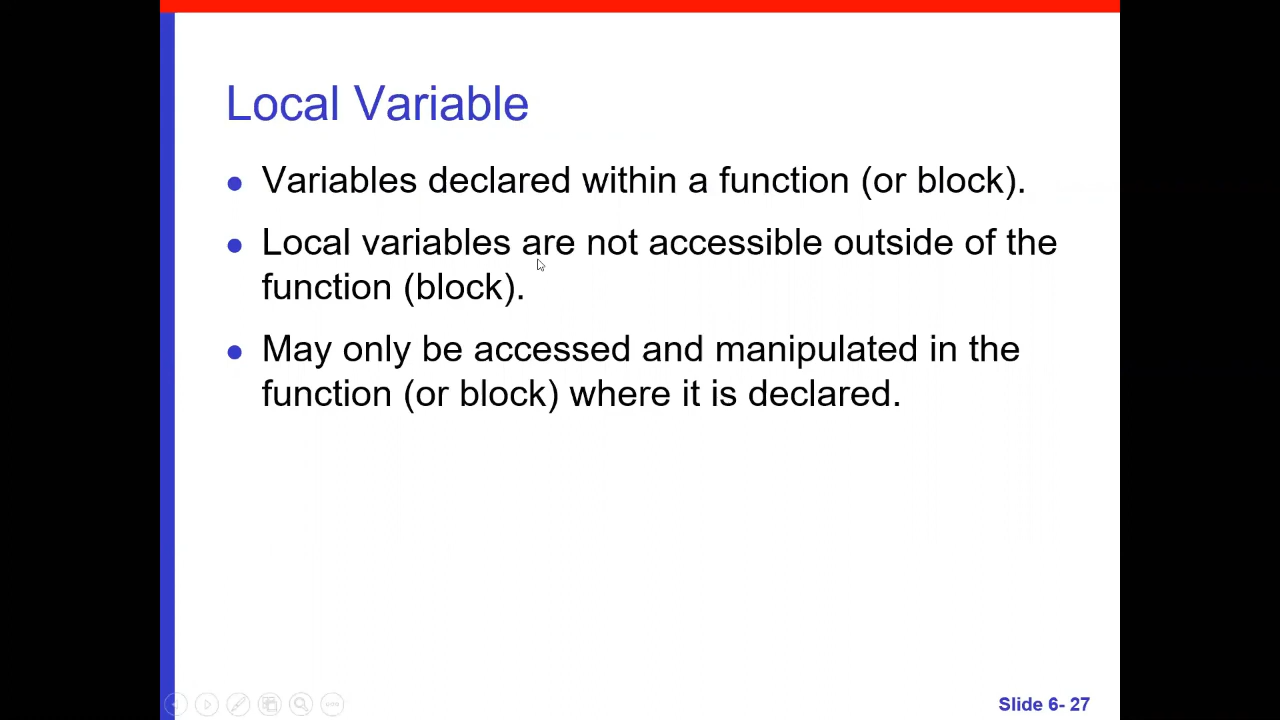 Local Variable
Variables declared within a function (or block).
Local variables are not accessible outside of the
function (block).
May only be accessed and manipulated in the
function (or block) where it is declared.
Slide 6- 27